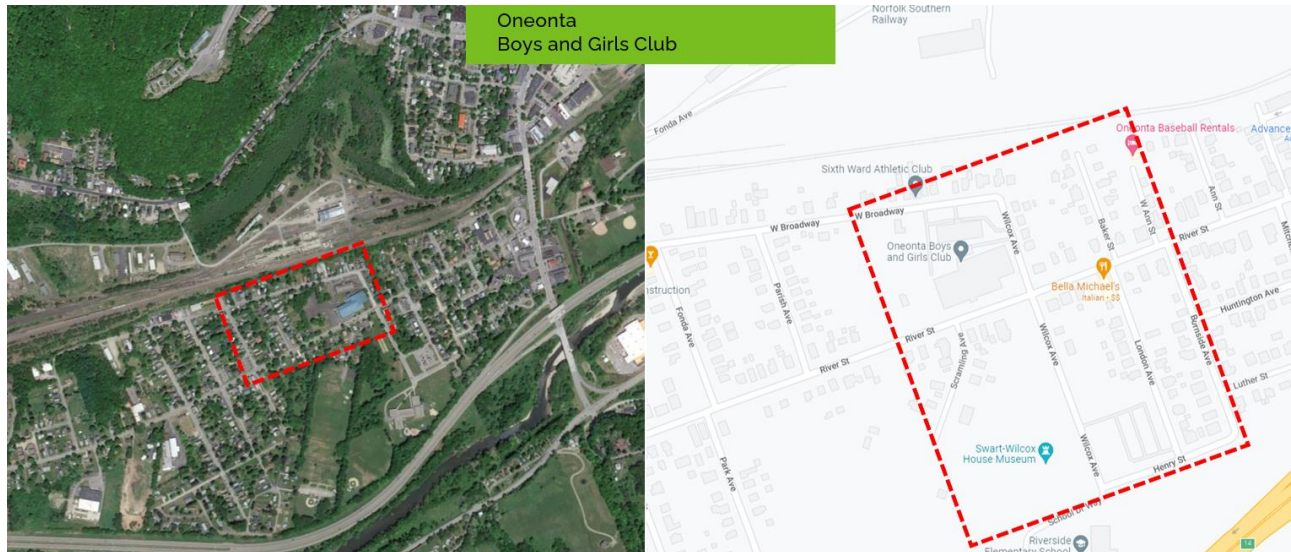 Oneonta
Boys and Girls Club
Norfolk Southern
Railway
Fonda Ave
Oneonta Baseball Rentals
Advance
Sixth Ward Athletic Club
W Broadway
W Broadway
Wilcox Ave
Baker St
W Ann St
Ann St
River St
Oneonta Boys
and Girls Club
Bella Michael's
Italian • $$
nstruction
Fonda Ave
Parish Ave
River St
River St
Scramling Ave
Wilcox Ave
London Ave
Burnside Ave
Huntington Ave
Luther St
Swart-Wilcox
House Museum
Wilcox Ave
Henry St
Park Ave
Riverside
Elementary School
14